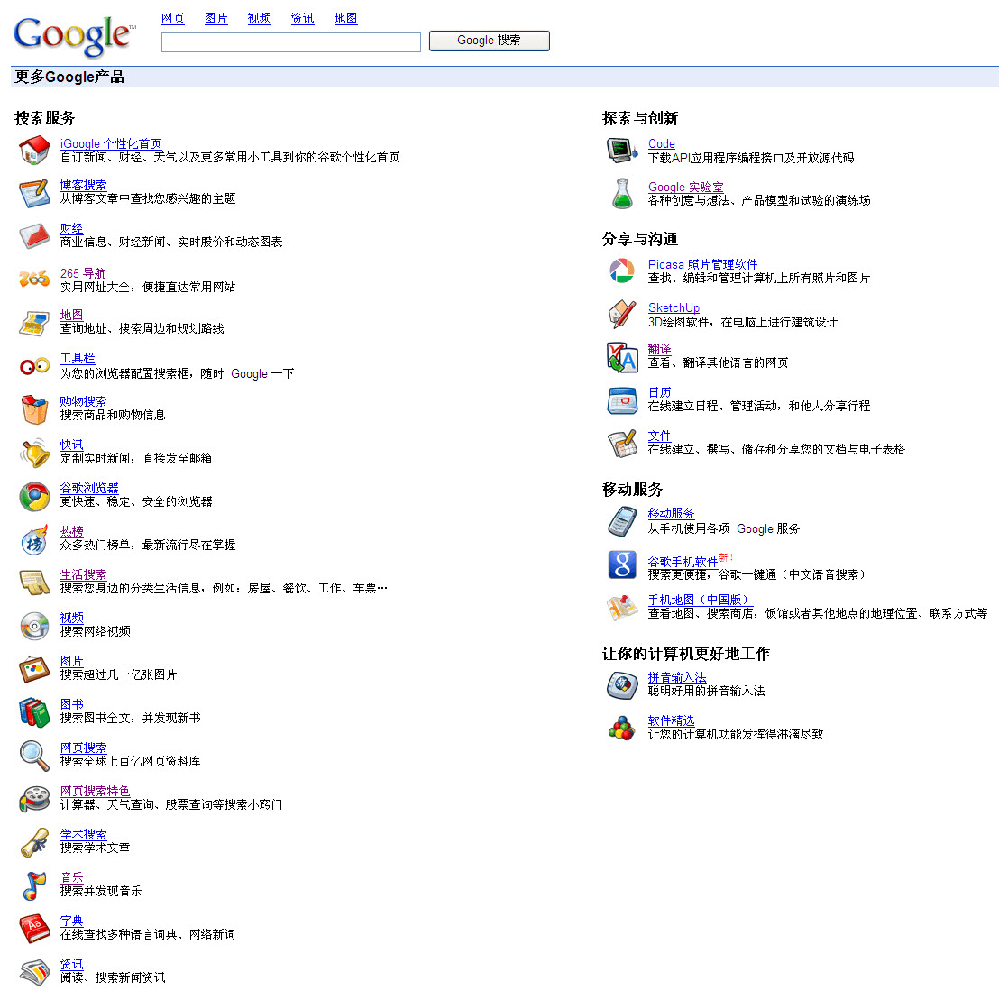 Google™
网页 图片 视频 资讯 地图
Google 搜索
更多Google产品
搜索服务
iGoogle 个性化首页
自订新闻、财经、天气以及更多常用小工具到你的谷歌个性化首页
博客搜索
从博客文章中查找您感兴趣的主题
财经
商业信息、财经新闻、实时股价和动态图表
265
265 导航
实用网址大全，便捷直达常用网站
地图
查询地址、搜索周边和规划路线
工具栏
为您的浏览器配置搜索框，随时 Google 一下
购物搜索
搜索商品和购物信息
快讯
定制实时新闻，直接发至邮箱
谷歌浏览器
更快速、稳定、安全的浏览器
榜
热榜
众多热门榜单，最新流行尽在掌握
生活搜索
搜索您身边的分类生活信息，例如：房屋、餐饮、工作、车票…
视频
搜索网络视频
图片
搜索超过几十亿张图片
图书
搜索图书全文，并发现新书
网页搜索
搜索全球上百亿网页资料库
网页搜索特色
计算器、天气查询、股票查询等搜索小窍门
学术搜索
搜索学术文章
音乐
搜索并发现音乐
Aa
字典
在线查找多种语言词典、网络新词
资讯
阅读、搜索新闻资讯
探索与创新
Code
下载API应用程序编程接口及开放源代码
Google 实验室
各种创意与想法、产品模型和试验的演练场
分享与沟通
Picasa 照片管理软件
查找、编辑和管理计算机上所有照片和图片
SketchUp
3D绘图软件，在电脑上进行建筑设计
A
翻译
查看、翻译其他语言的网页
日历
在线建立日程、管理活动，和他人分享行程
文件
在线建立、撰写、储存和分享您的文档与电子表格
移动服务
移动服务
从手机使用各项 Google 服务
g
谷歌手机软件新！
搜索更便捷，谷歌一键通（中文语音搜索）
手机地图（中国版）
查看地图、搜索商店，饭馆或者其他地点的地理位置、联系方式等
让你的计算机更好地工作
拼音输入法
聪明好用的拼音输入法
软件精选
让您的计算机功能发挥得淋漓尽致